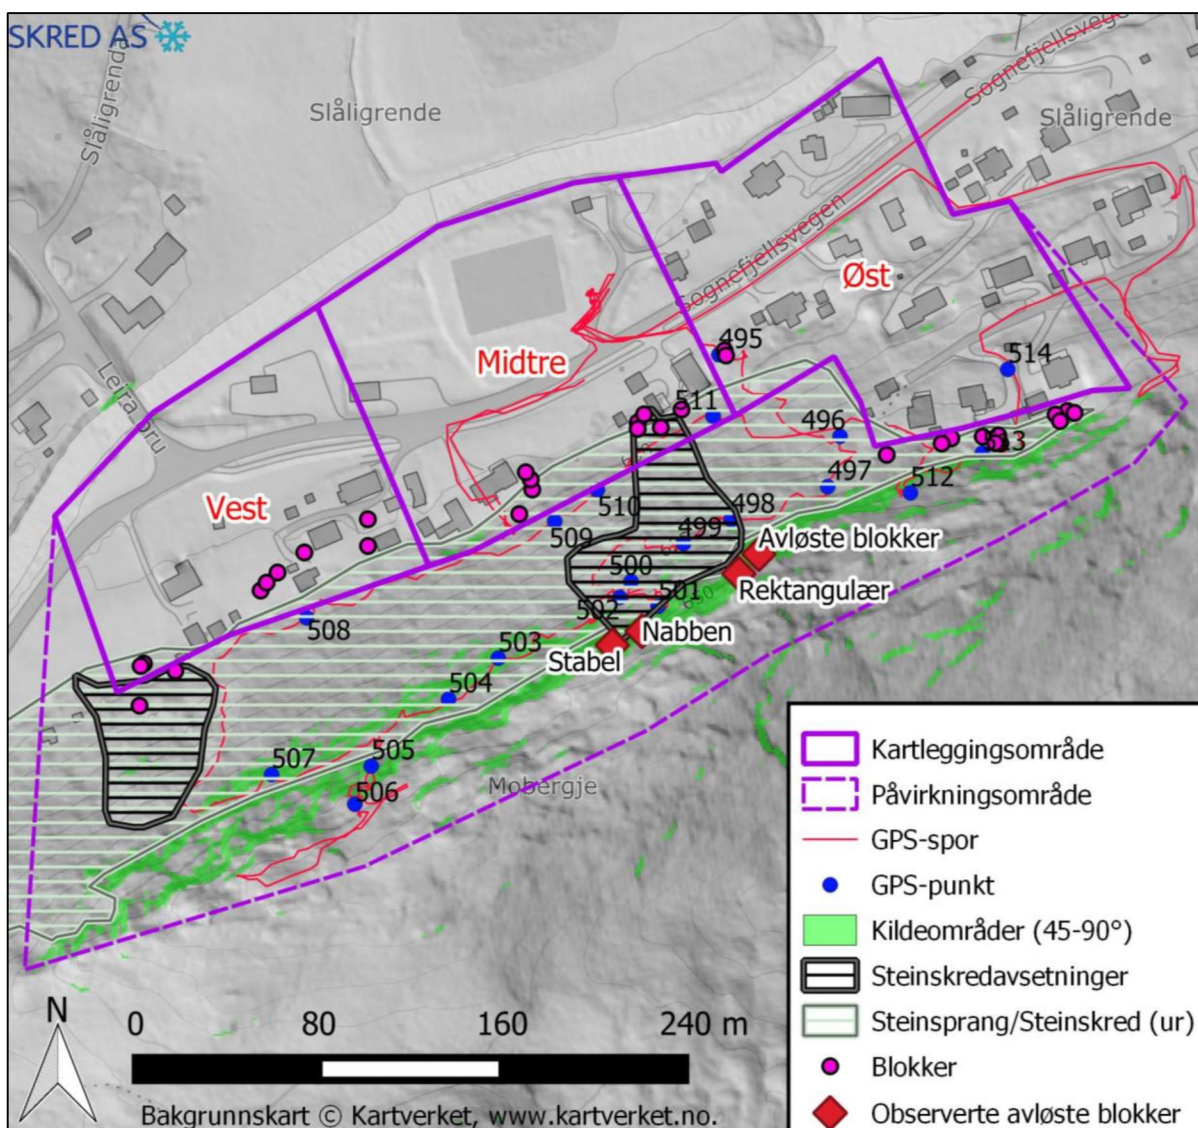 SKRED AS
Slåligrenda
Slåligrende
Sognefjellsvegen
Slåligrende
Øst
Sognefjellsvegen
495
514
Midtre
Leira bru
511
496
513
497
512
510
498
Vest
509
499
Avløste blokker
500
Rektangulær
501
650
502
508
Nabben
503
Stabel
504
507
505
Mobergje
506
Kartleggingsområde
Påvirkningsområde
GPS-spor
GPS-punkt
Kildeområder (45-90°)
Steinskredavsetninger
Steinsprang/Steinskred (ur)
Blokker
Observerte avløste blokker
N
0 80 160 240 m
Bakgrunnskart © Kartverket, www.kartverket.no.